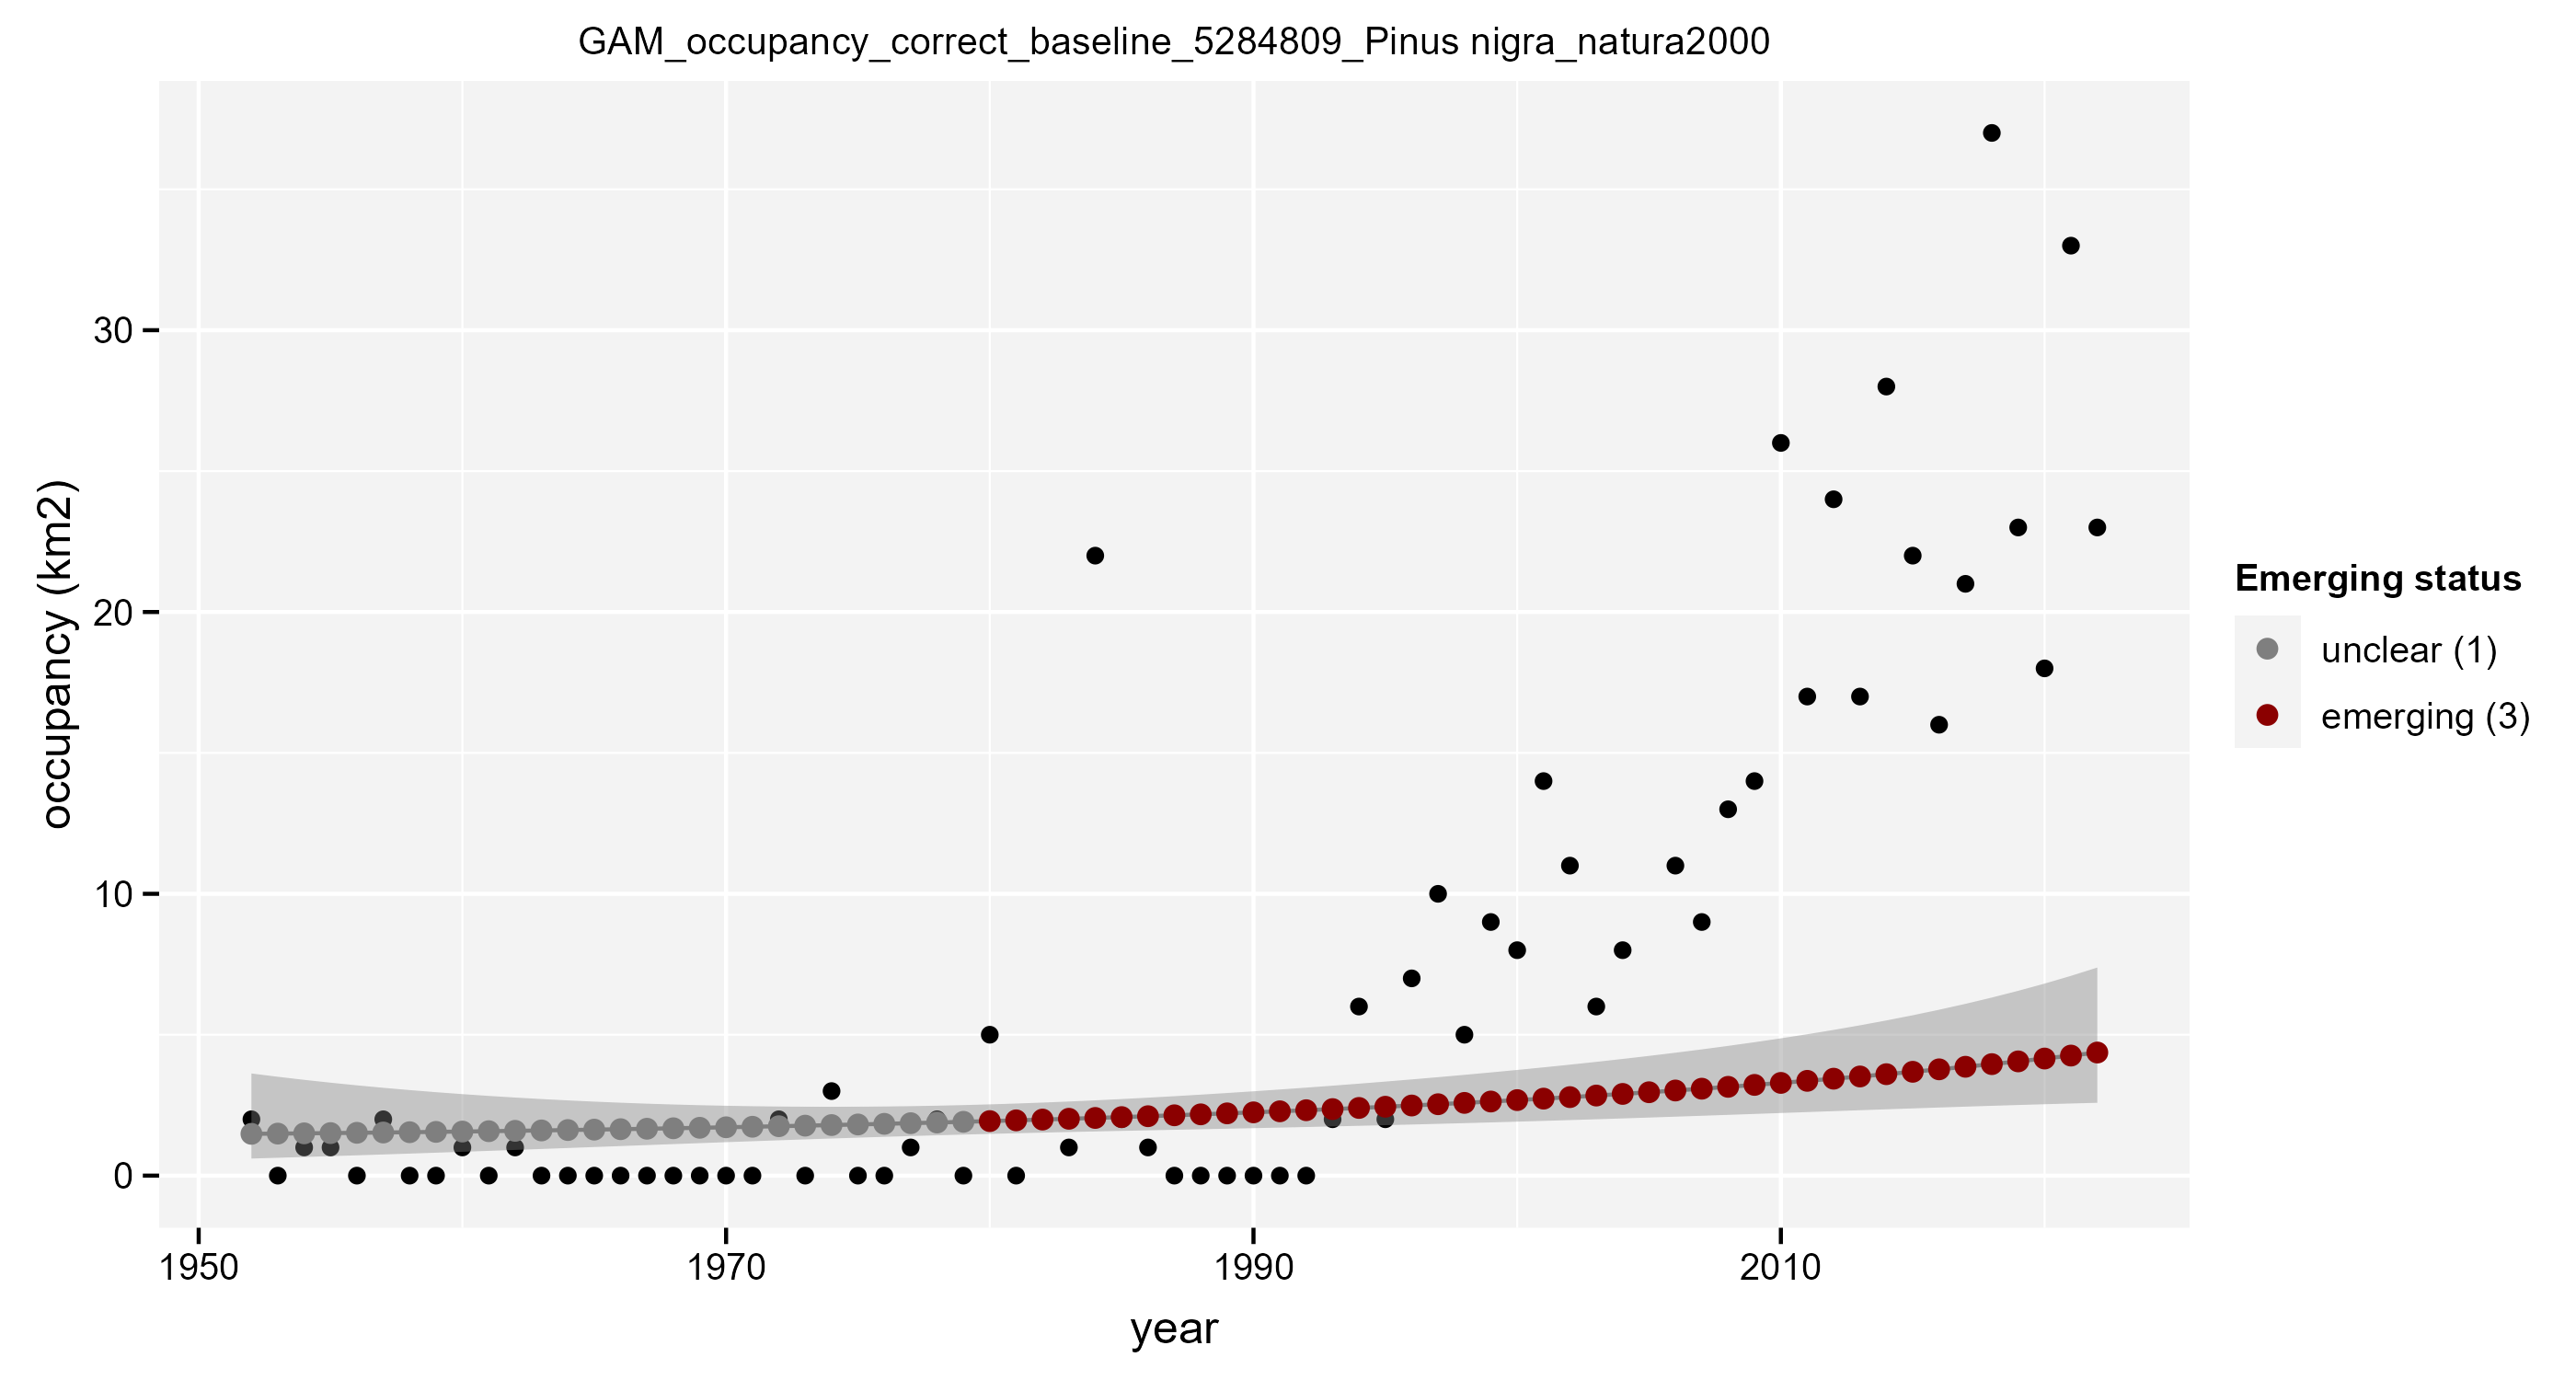 GAM_occupancy_correct_baseline_5284809_Pinus nigra_natura2000
occupancy (km2)
30
20
10
0
1950
1970
1990
2010
year
Emerging status
unclear (1)
emerging (3)